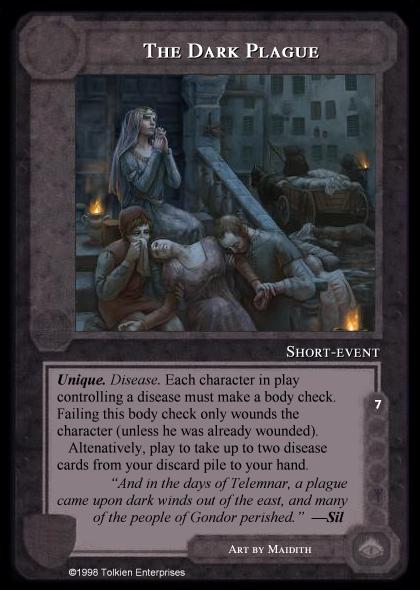 The Dark Plague
Short-event
Unique. Disease. Each character in play
controlling a disease must make a body check.
Failing this body check only wounds the
character (unless he was already wounded).
Altenatively, play to take up to two disease
cards from your discard pile to your hand.
"And in the days of Telemnar, a plague
came upon dark winds out of the east, and many
of the people of Gondor perished." —Sil
7
Art by Maidith
©1998 Tolkien Enterprises